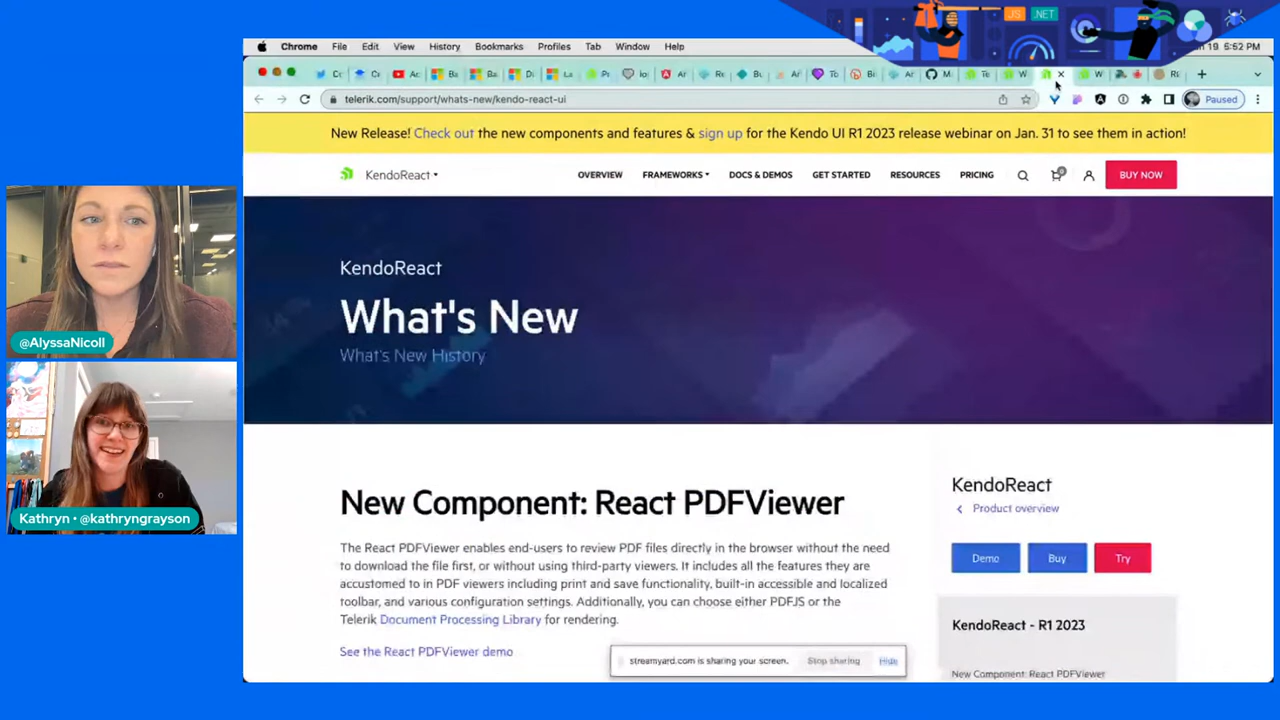 JS .NET
Chrome File Edit View History Bookmarks Profiles Tab Window Help
19 6:52 PM
telerik.com/support/whats-new/kendo-react-ui
Paused
New Release! Check out the new components and features & sign up for the Kendo UI R1 2023 release webinar on Jan. 31 to see them in action!
KendoReact OVERVIEW FRAMEWORKS DOCS & DEMOS GET STARTED RESOURCES PRICING BUY NOW
KendoReact
What's New
What's New History
@AlyssaNicoll
Kathryn • @kathryngrayson
New Component: React PDFViewer
The React PDFViewer enables end-users to review PDF files directly in the browser without the need
to download the file first, or without using third-party viewers. It includes all the features they are
accustomed to in PDF viewers including print and save functionality, built-in accessible and localized
toolbar, and various configuration settings. Additionally, you can choose either PDFJS or the
Telerik Document Processing Library for rendering.
See the React PDFViewer demo
KendoReact
Product overview
Demo Buy Try
KendoReact - R1 2023
New Component: React PDFViewer
streamyard.com is sharing your screen. Stop sharing Hide